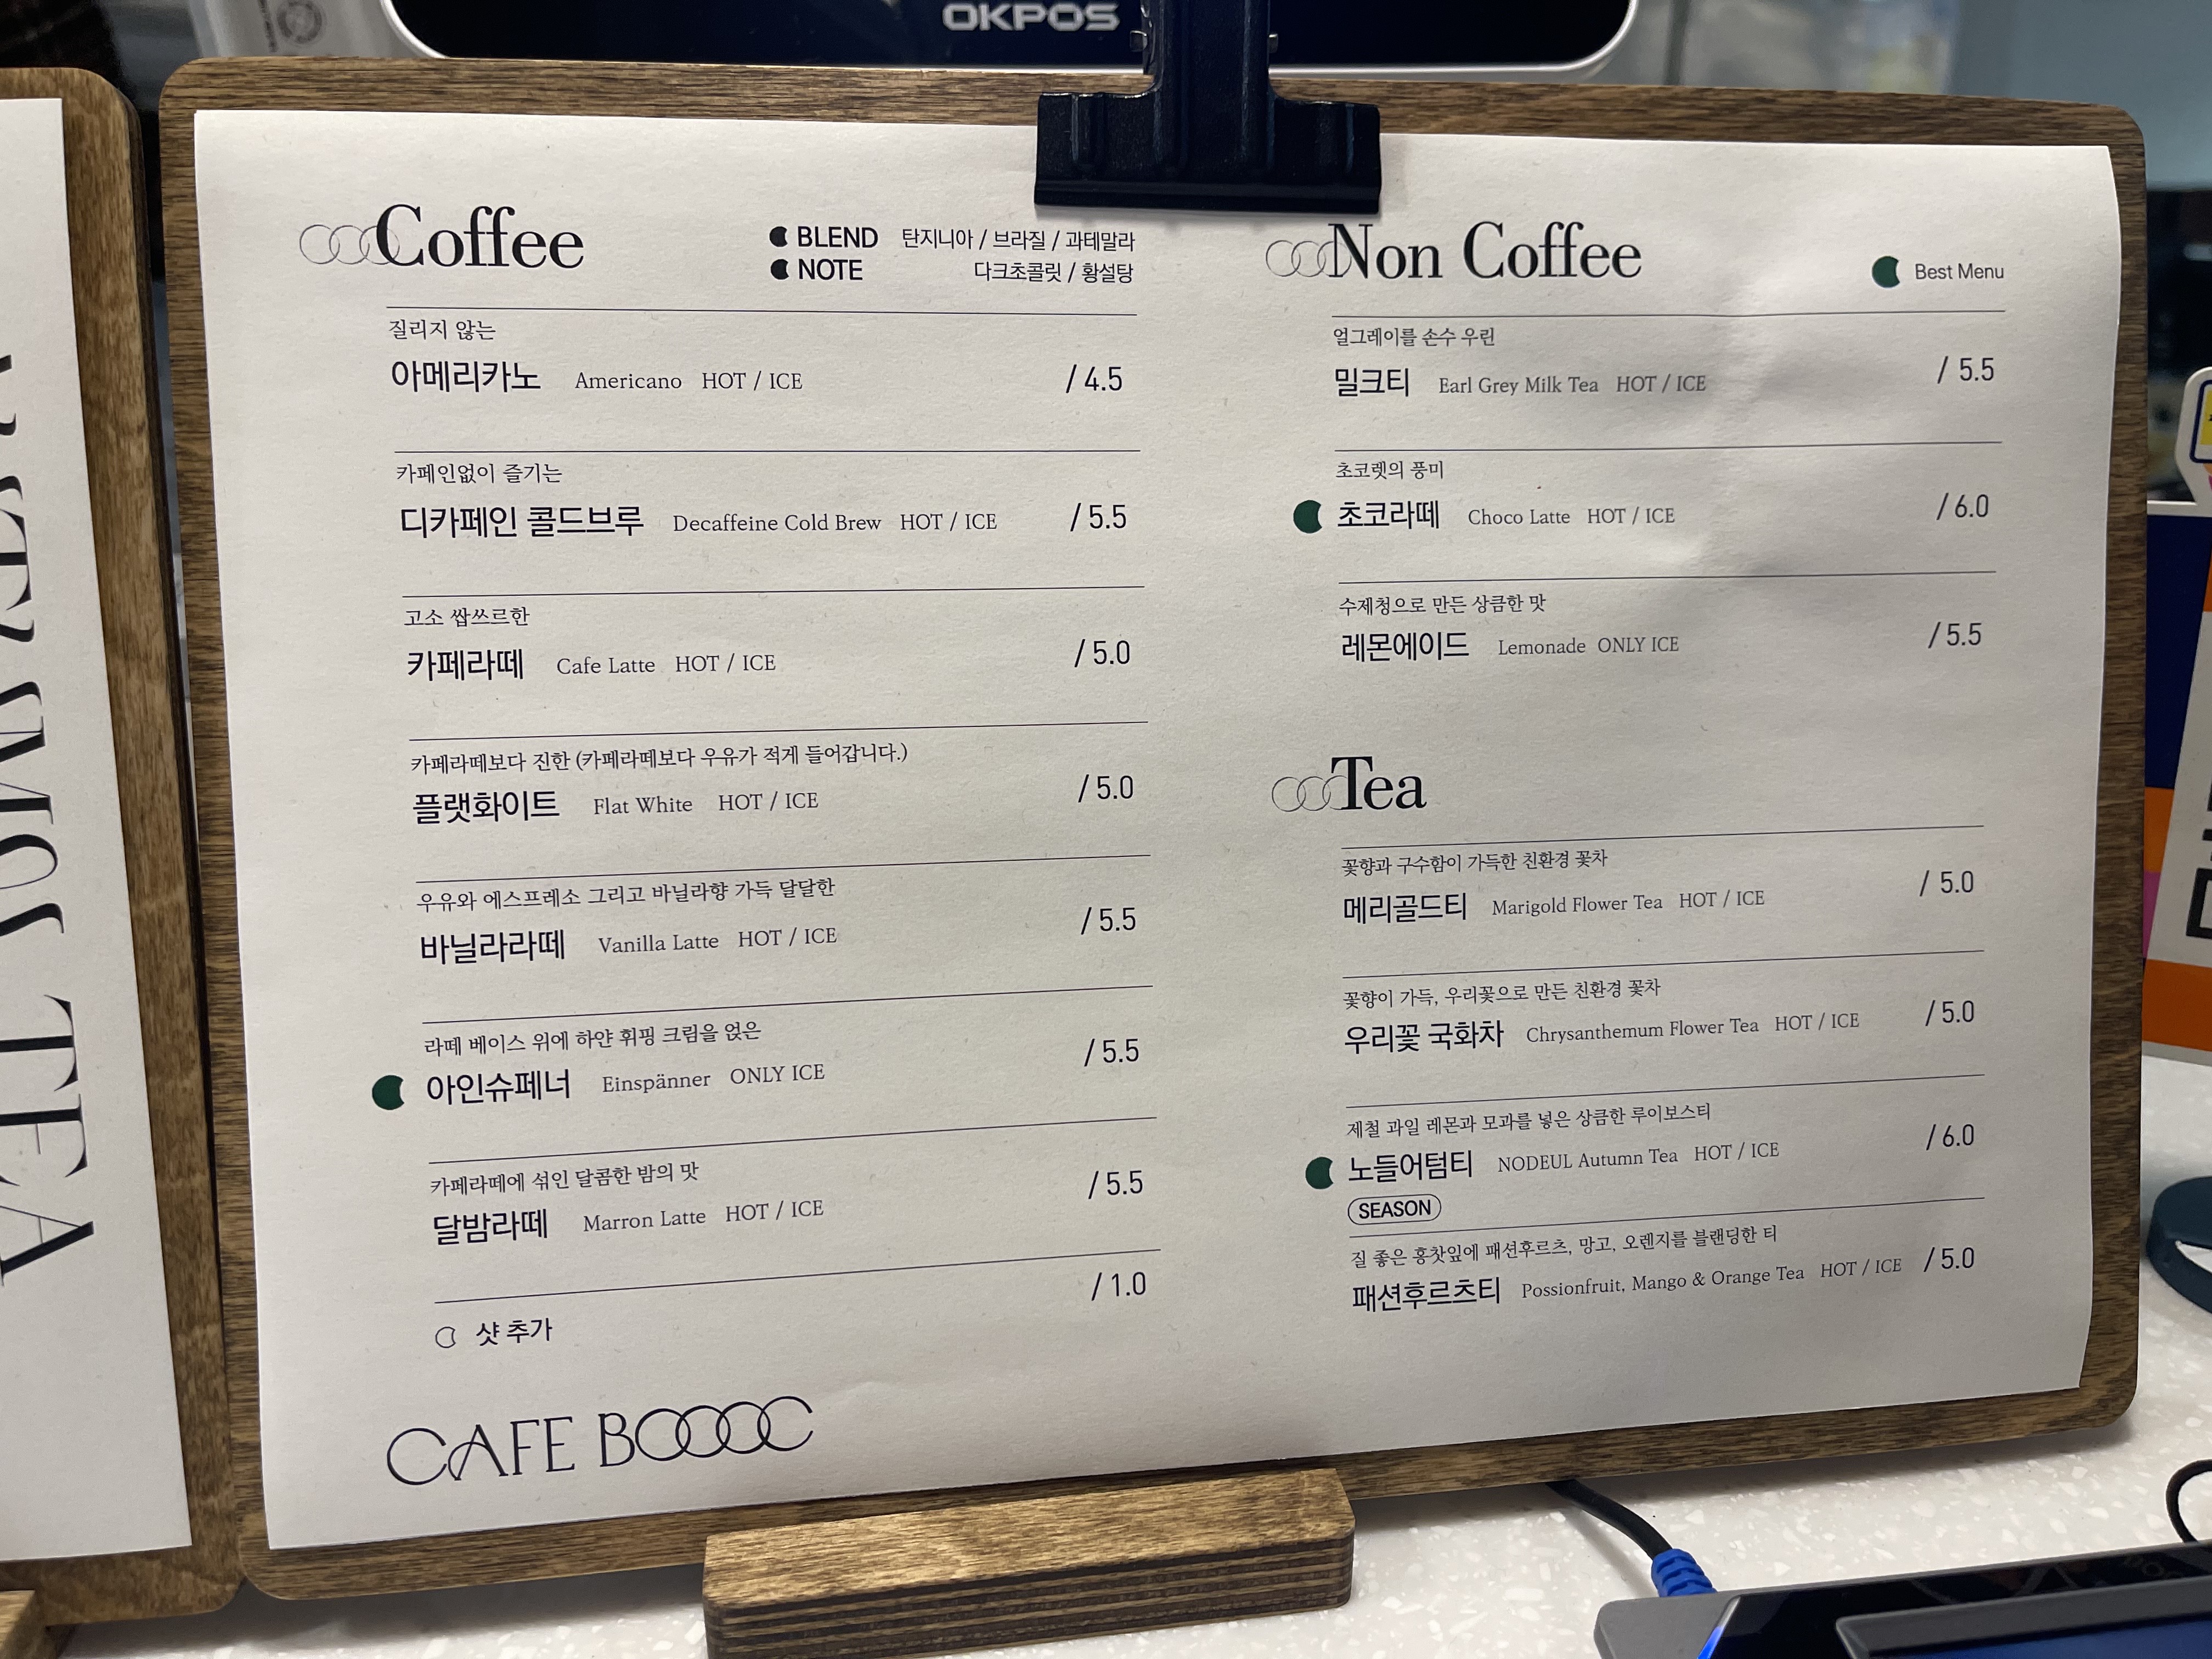 OKPOS
Coffee
BLEND 탄자니아 / 브라질 / 과테말라
NOTE 다크초콜릿 / 황설탕
질리지 않는
아메리카노 Americano HOT / ICE / 4.5
카페인없이 즐기는
디카페인 콜드브루 Decaffeine Cold Brew HOT / ICE / 5.5
고소 쌉쓰르한
카페라떼 Cafe Latte HOT / ICE / 5.0
카페라떼보다 진한 (카페라떼보다 우유가 적게 들어갑니다.)
플랫화이트 Flat White HOT / ICE / 5.0
우유와 에스프레소 그리고 바닐라향 가득 달달한
바닐라라떼 Vanilla Latte HOT / ICE / 5.5
라떼 베이스 위에 하얀 휘핑 크림을 얹은
아인슈페너 Einspänner ONLY ICE / 5.5
카페라떼에 섞인 달콤한 밤의 맛
달밤라떼 Marron Latte HOT / ICE / 5.5
샷 추가 / 1.0
CAFE BOOOC
Non Coffee
Best Menu
얼그레이를 손수 우린
밀크티 Earl Grey Milk Tea HOT / ICE / 5.5
초코렛의 풍미
초코라떼 Choco Latte HOT / ICE / 6.0
수제청으로 만든 상큼한 맛
레몬에이드 Lemonade ONLY ICE / 5.5
Tea
꽃향과 구수함이 가득한 친환경 꽃차
메리골드티 Marigold Flower Tea HOT / ICE / 5.0
꽃향이 가득, 우리꽃으로 만든 친환경 꽃차
우리꽃 국화차 Chrysanthemum Flower Tea HOT / ICE / 5.0
제철 과일 레몬과 모과를 넣은 상큼한 루이보스티
노들어텀티 NODEUL Autumn Tea HOT / ICE / 6.0
SEASON
질 좋은 홍찻잎에 패션후르츠, 망고, 오렌지를 블랜딩한 티
패션후르츠티 Possionfruit, Mango & Orange Tea HOT / ICE / 5.0
TEA